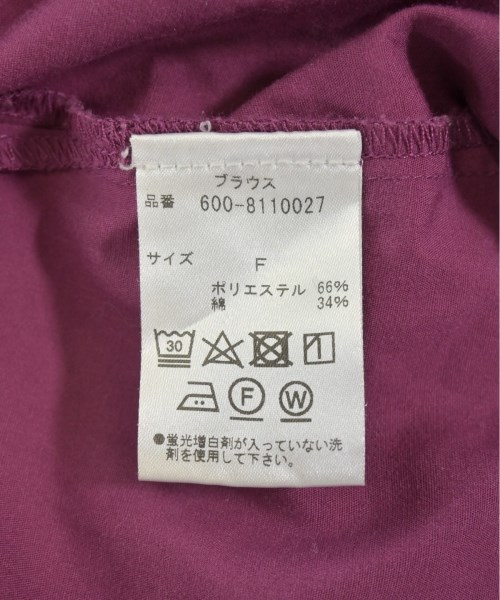 ブラウス
品番 600-8110027
サイズ F
ポリエステル 66%
綿 34%
30
F W
●蛍光増白剤が入っていない洗
剤を使用して下さい。